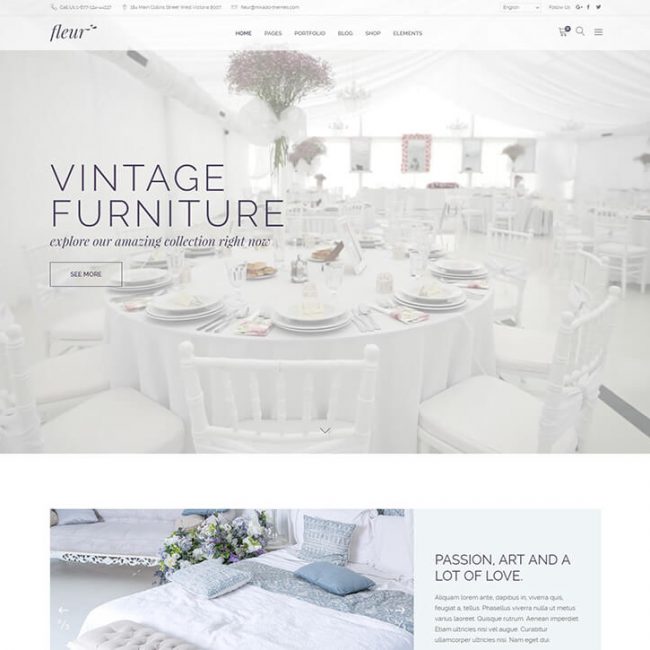 Call Us 1-677-124-44227
184 Main Collins Street West Victoria 8007
fleur@mikado-themes.com
English
Follow Us
fleur
HOME
PAGES
PORTFOLIO
BLOG
SHOP
ELEMENTS
0
VINTAGE
FURNITURE
explore our amazing collection right now
SEE MORE
PASSION, ART AND A
LOT OF LOVE.
Aliquam lorem ante, dapibus in, viverra quis,
feugiat a, tellus. Phasellus viverra nulla ut metus
varius laoreet. Quisque rutrum. Aenean imperdiet
Etiam ultricies nisi vel augue. Curabitur
ullamcorper ultricies nisi. Nam eget dui.